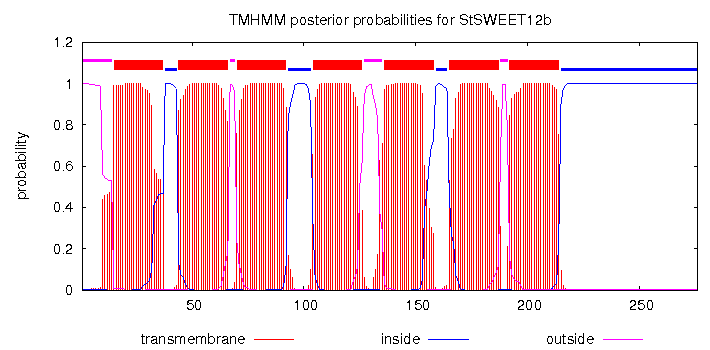 TMHMM posterior probabilities for StSWEET12b
probability
1.2
1
0.8
0.6
0.4
0.2
0
50 100 150 200 250
transmembrane inside outside